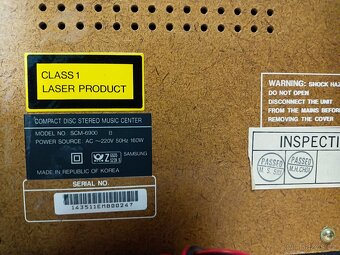 CLASS 1
LASER PRODUCT
COMPACT DISC STEREO MUSIC CENTER
MODEL NO SCM-6900
POWER SOURCE: AC ~220V 50Hz 160W
SAMSUNG
MADE IN REPUBLIC OF KOREA
SERIAL NO.
WARNING: SHOCK HAZ
DO NOT OPEN
DISCONNECT THE UNIT
FROM THE MAINS BEFORE
REMOVING THE COVER
INSPECTI
PASSED
PASSED